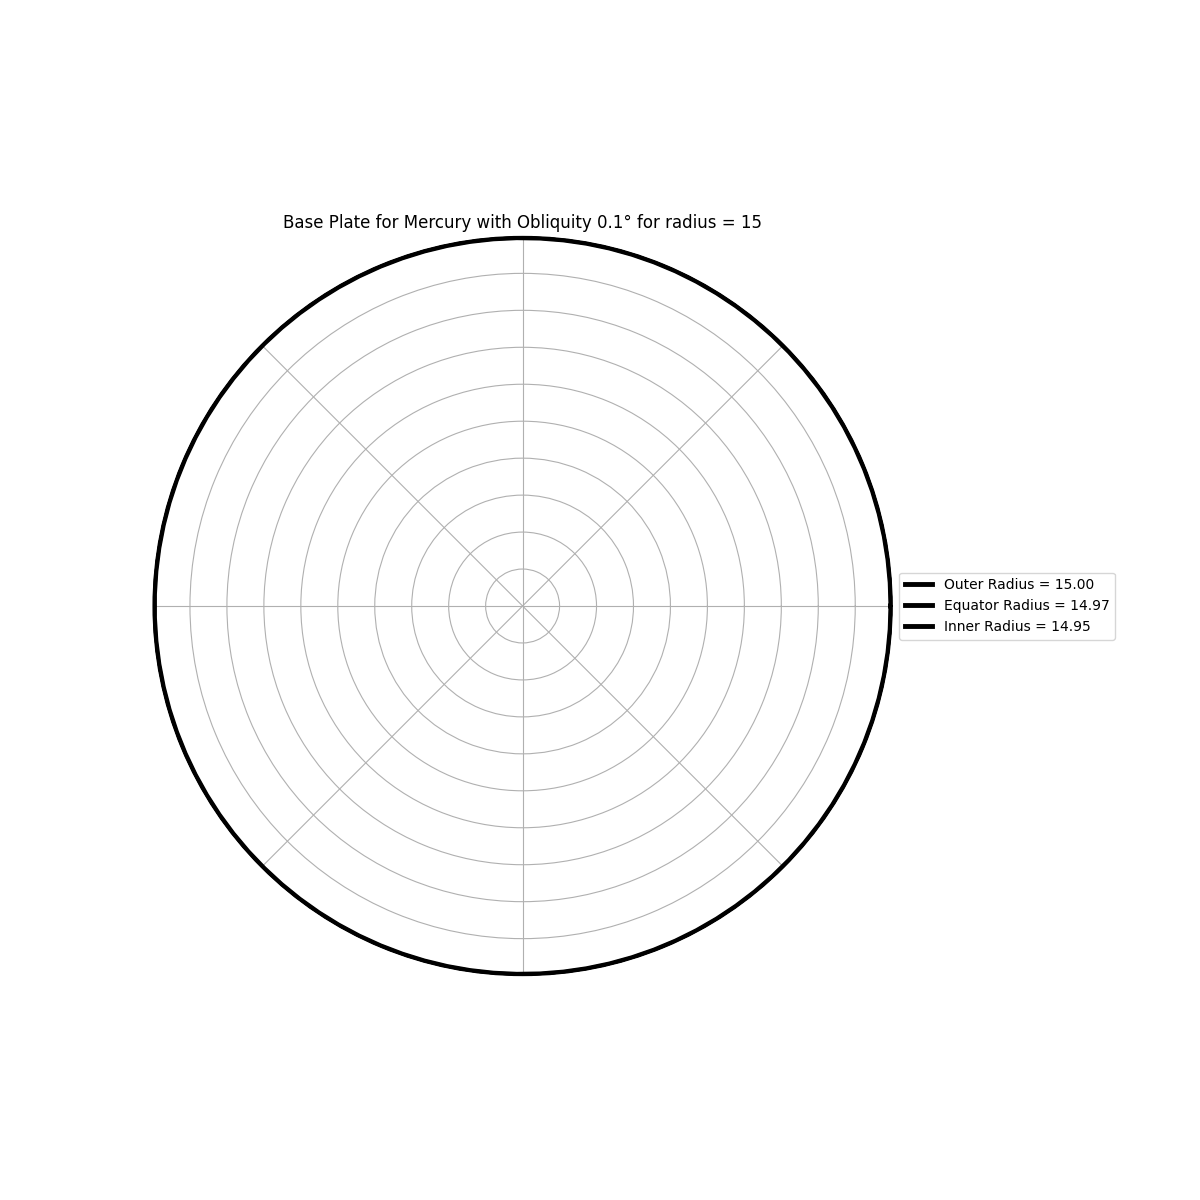 Base Plate for Mercury with Obliquity 0.1° for radius = 15
Outer Radius = 15.00
Equator Radius = 14.97
Inner Radius = 14.95